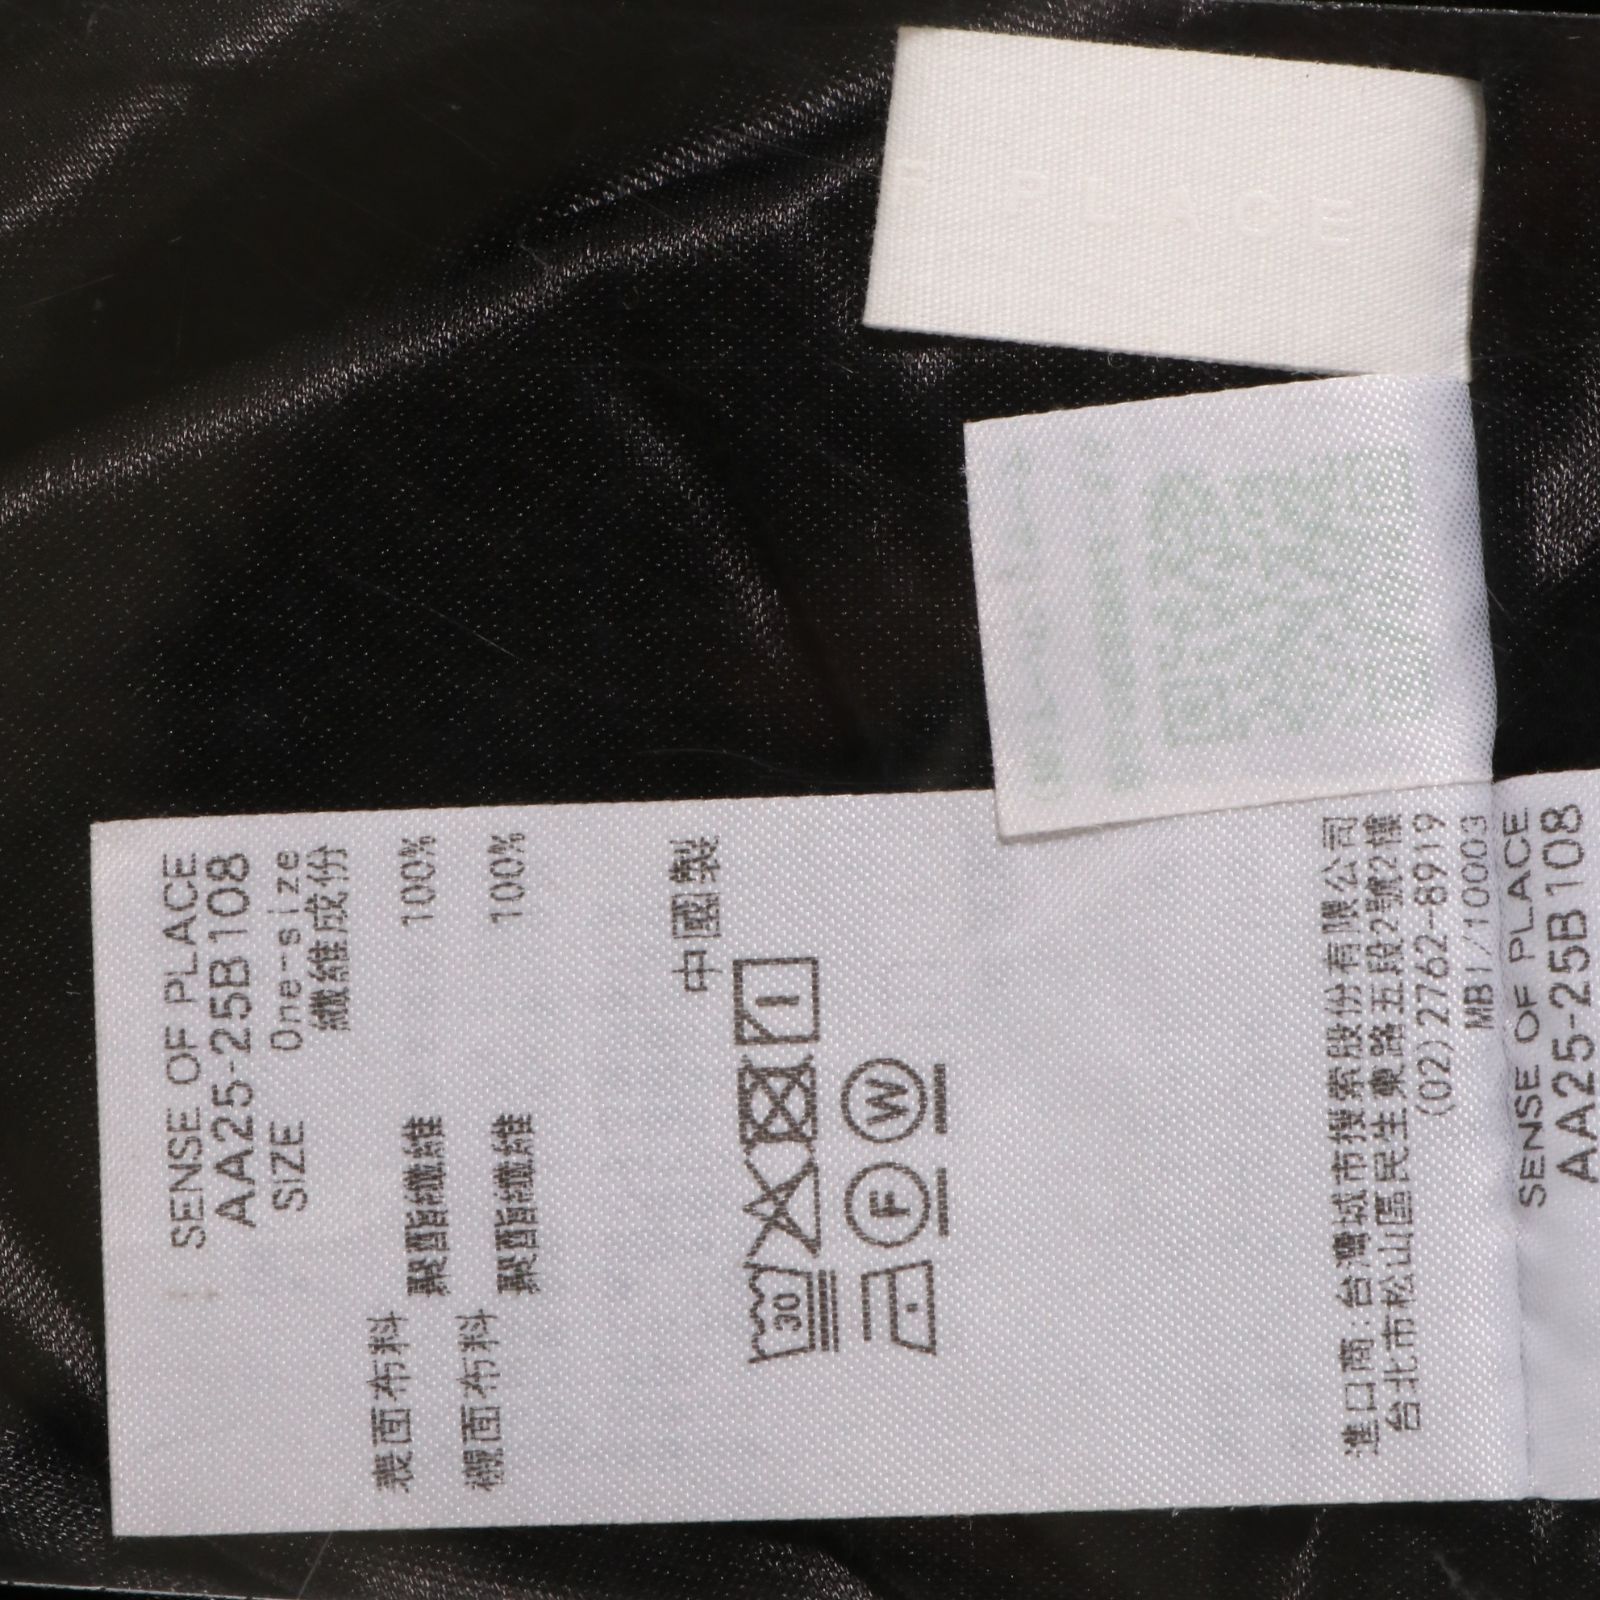 PLACE
SENSE OF PLACE
AA25-25B108
SIZE One-size
纖維成份
表面布料
聚酯纖維 100%
襯面布料
聚酯纖維 100%
中國製
30
F W
進口商:台灣城市搜索股份有限公司
台北市松山區民生東路五段2號2樓
(02)2762-8919
MBI/10003
SENSE OF PLACE
AA25-25B108